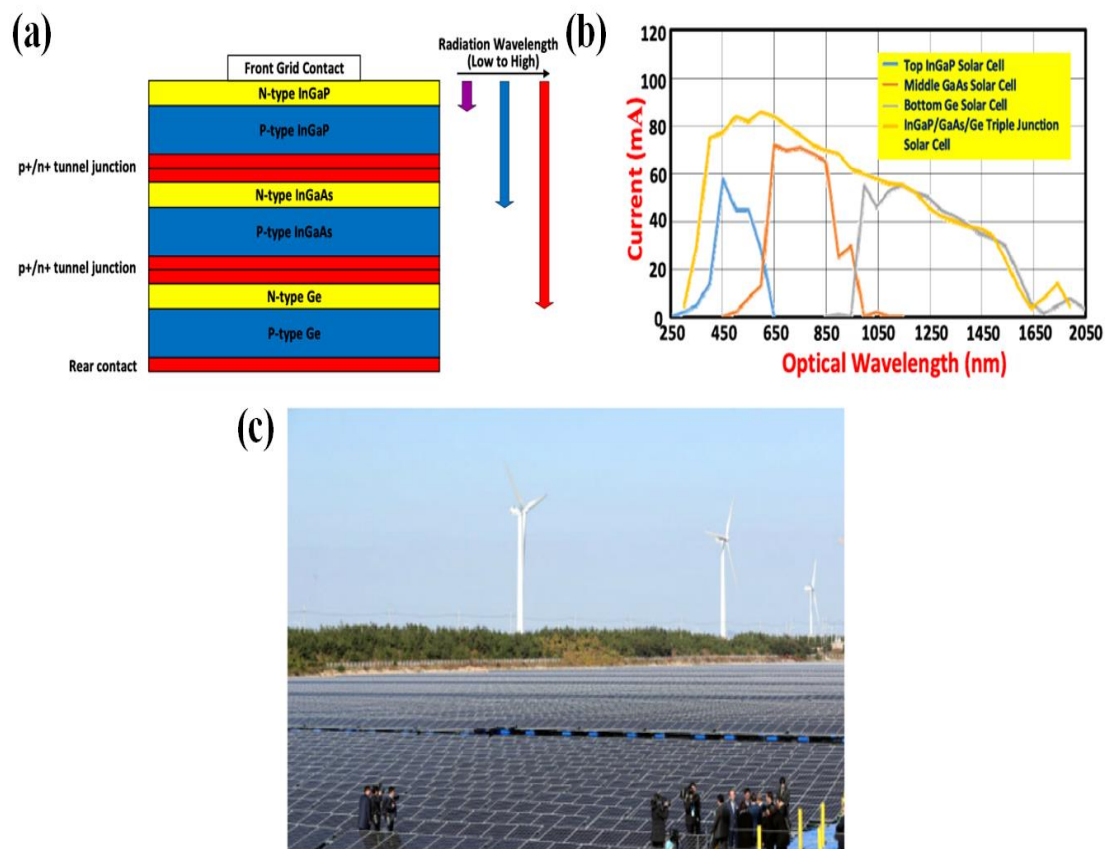 (a)
Front Grid Contact
Radiation Wavelength
(Low to High)
N-type InGaP
P-type InGaP
p+/n+ tunnel junction
N-type InGaAs
P-type InGaAs
p+/n+ tunnel junction
N-type Ge
P-type Ge
Rear contact
(b)
120
100
80
60
40
20
0
Current (mA)
Top InGaP Solar Cell
Middle GaAs Solar Cell
Bottom Ge Solar Cell
InGaP/GaAs/Ge Triple Junction
Solar Cell
250 450 650 850 1050 1250 1450 1650 2050
Optical Wavelength (nm)
(c)